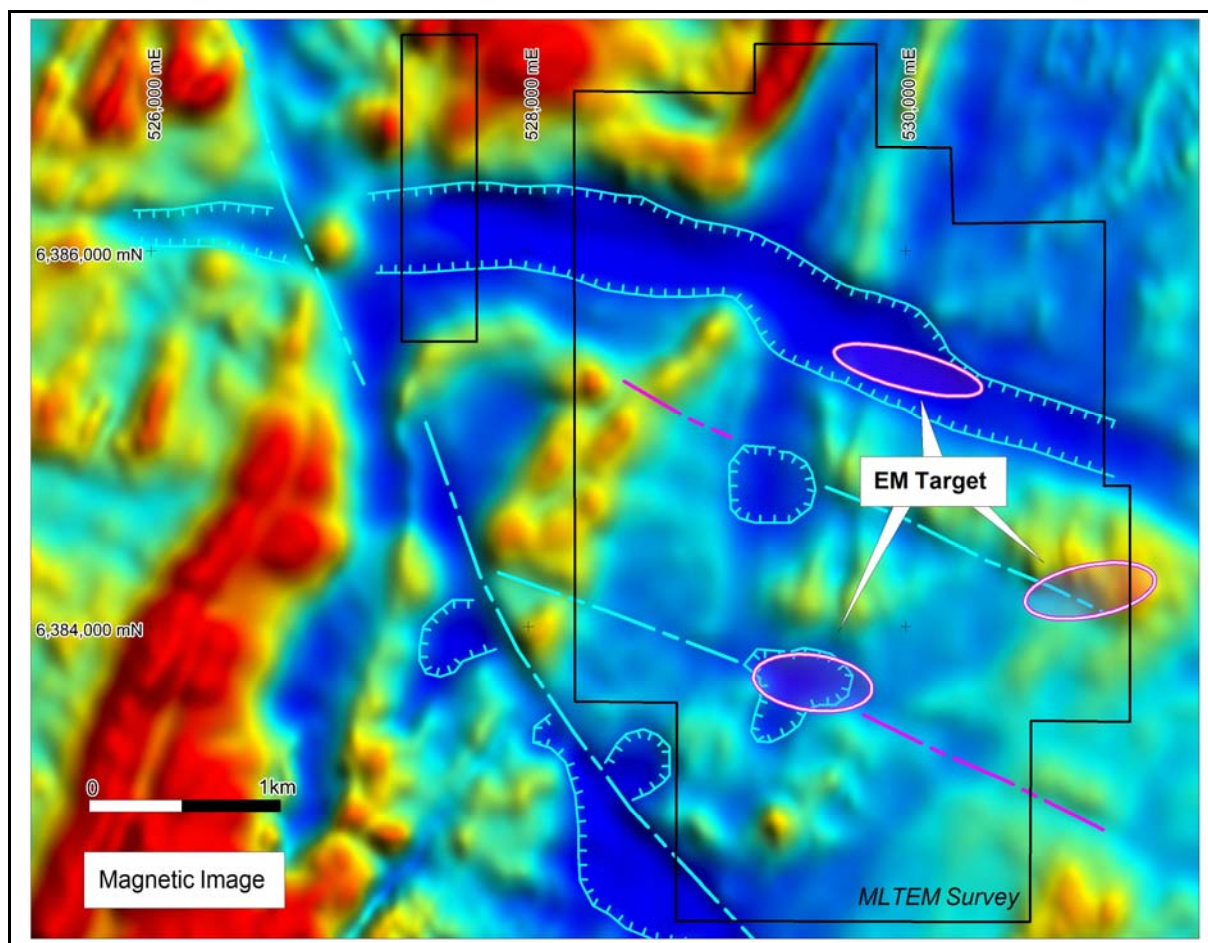 526,000 mE
528,000 mE
530,000 mE
6,386,000 mN
EM Target
6,384,000 mN
0 1km
Magnetic Image
MLTEM Survey